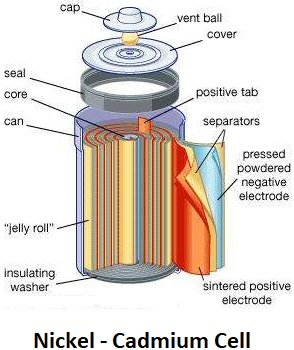 cap
vent ball
cover
seal
core
can
positive tab
separators
pressed
powdered
negative
electrode
"jelly roll"
insulating
washer
sintered positive
electrode
Nickel - Cadmium Cell